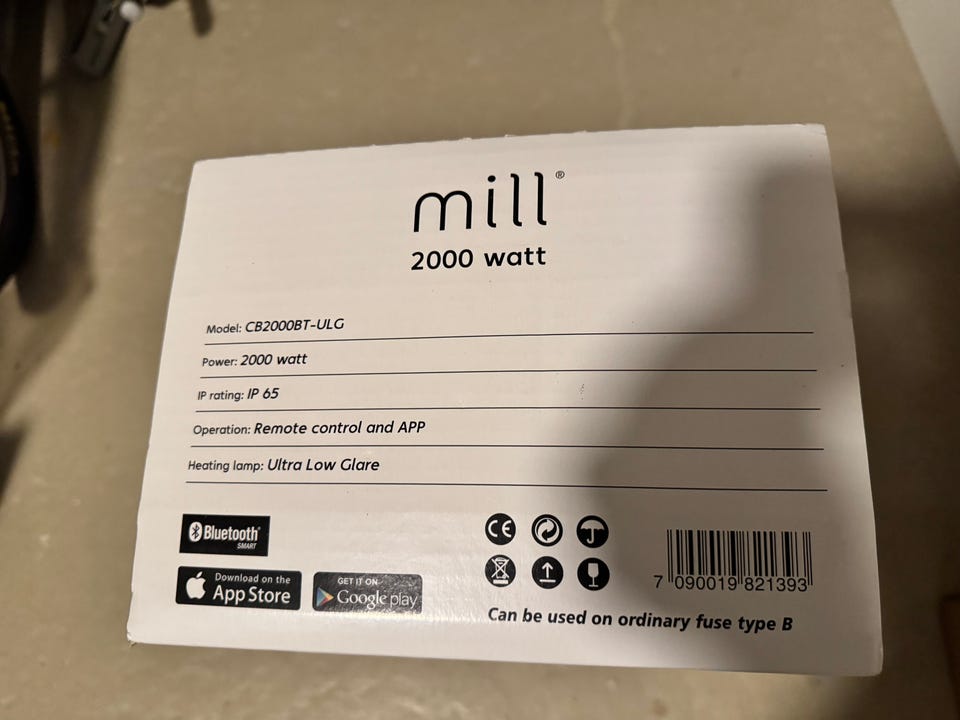 mill®
2000 watt
Model: CB2000BT-ULG
Power: 2000 watt
IP rating: IP 65
Operation: Remote control and APP
Heating lamp: Ultra Low Glare
Bluetooth®
SMART
Download on the
App Store
GET IT ON
Google play
CE
7 090019 821393
Can be used on ordinary fuse type B